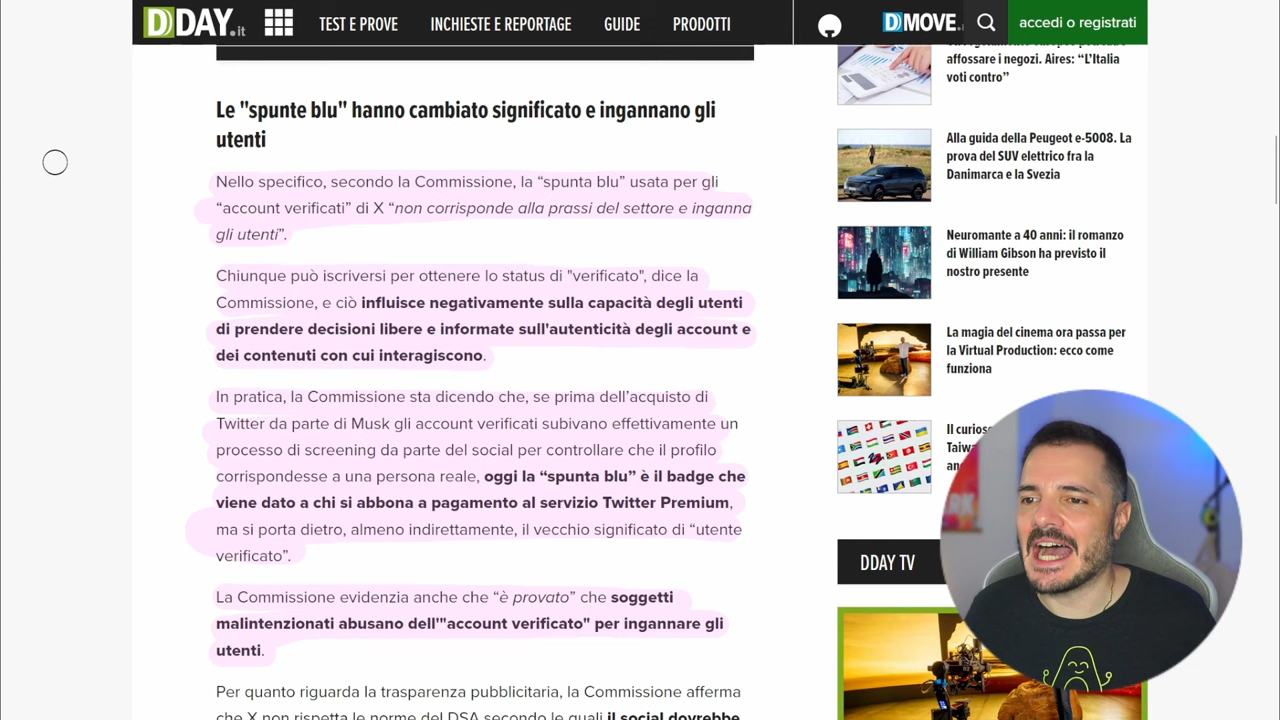 DDAY.it
TEST E PROVE
INCHIESTE E REPORTAGE
GUIDE
PRODOTTI
DMOVE.i
accedi o registrati
Le "spunte blu" hanno cambiato significato e ingannano gli
utenti
Nello specifico, secondo la Commissione, la “spunta blu” usata per gli
“account verificati” di X “non corrisponde alla prassi del settore e inganna
gli utenti”.
Chiunque può iscriversi per ottenere lo status di "verificato", dice la
Commissione, e ciò influisce negativamente sulla capacità degli utenti
di prendere decisioni libere e informate sull'autenticità degli account e
dei contenuti con cui interagiscono.
In pratica, la Commissione sta dicendo che, se prima dell’acquisto di
Twitter da parte di Musk gli account verificati subivano effettivamente un
processo di screening da parte del social per controllare che il profilo
corrispondesse a una persona reale, oggi la “spunta blu” è il badge che
viene dato a chi si abbona a pagamento al servizio Twitter Premium,
ma si porta dietro, almeno indirettamente, il vecchio significato di “utente
verificato”.
La Commissione evidenzia anche che “è provato” che soggetti
malintenzionati abusano dell'"account verificato" per ingannare gli
utenti.
Per quanto riguarda la trasparenza pubblicitaria, la Commissione afferma
che X non rispetta le norme del DSA secondo le quali il social dovrebbe
affossare i negozi. Aires: “L’Italia
voti contro”
Alla guida della Peugeot e-5008. La
prova del SUV elettrico fra la
Danimarca e la Svezia
Neuromante a 40 anni: il romanzo
di William Gibson ha previsto il
nostro presente
La magia del cinema ora passa per
la Virtual Production: ecco come
funziona
Il curios
Taiw
an
DDAY TV